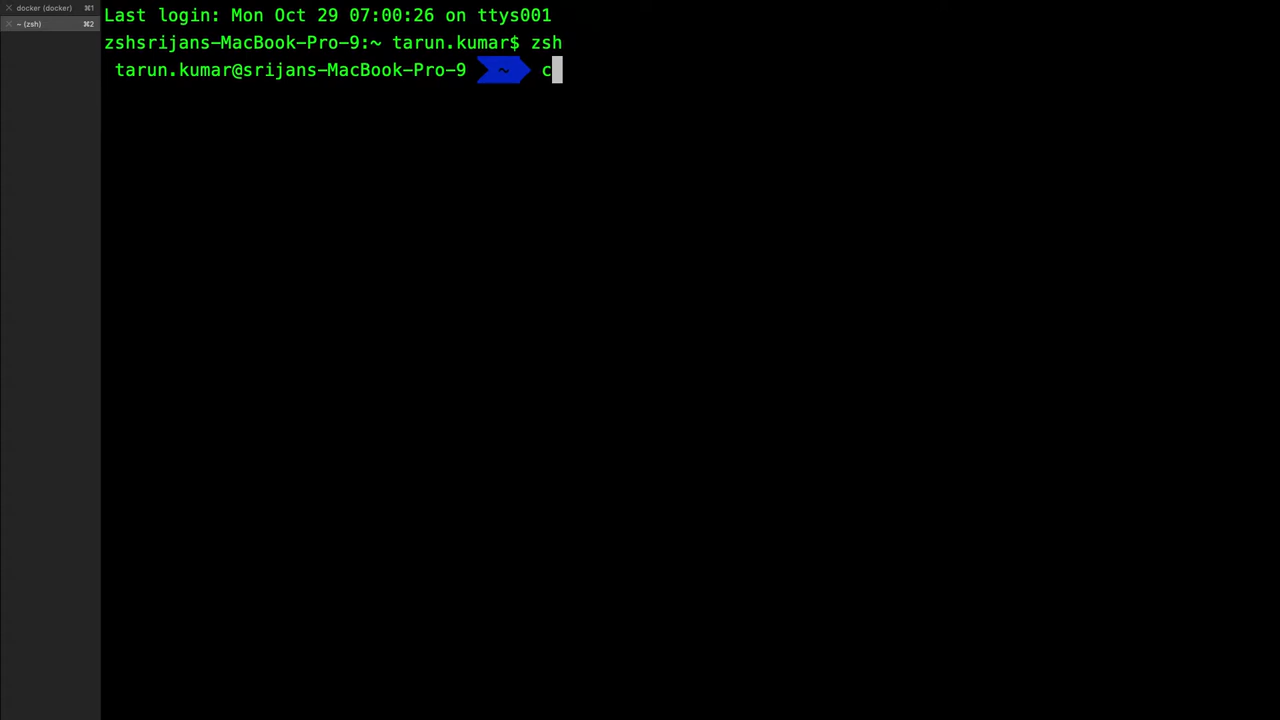 docker (docker) ⌘1
~ (zsh) ⌘2
Last login: Mon Oct 29 07:00:26 on ttys001
zshsrijans-MacBook-Pro-9:~ tarun.kumar$ zsh
tarun.kumar@srijans-MacBook-Pro-9 ~ c